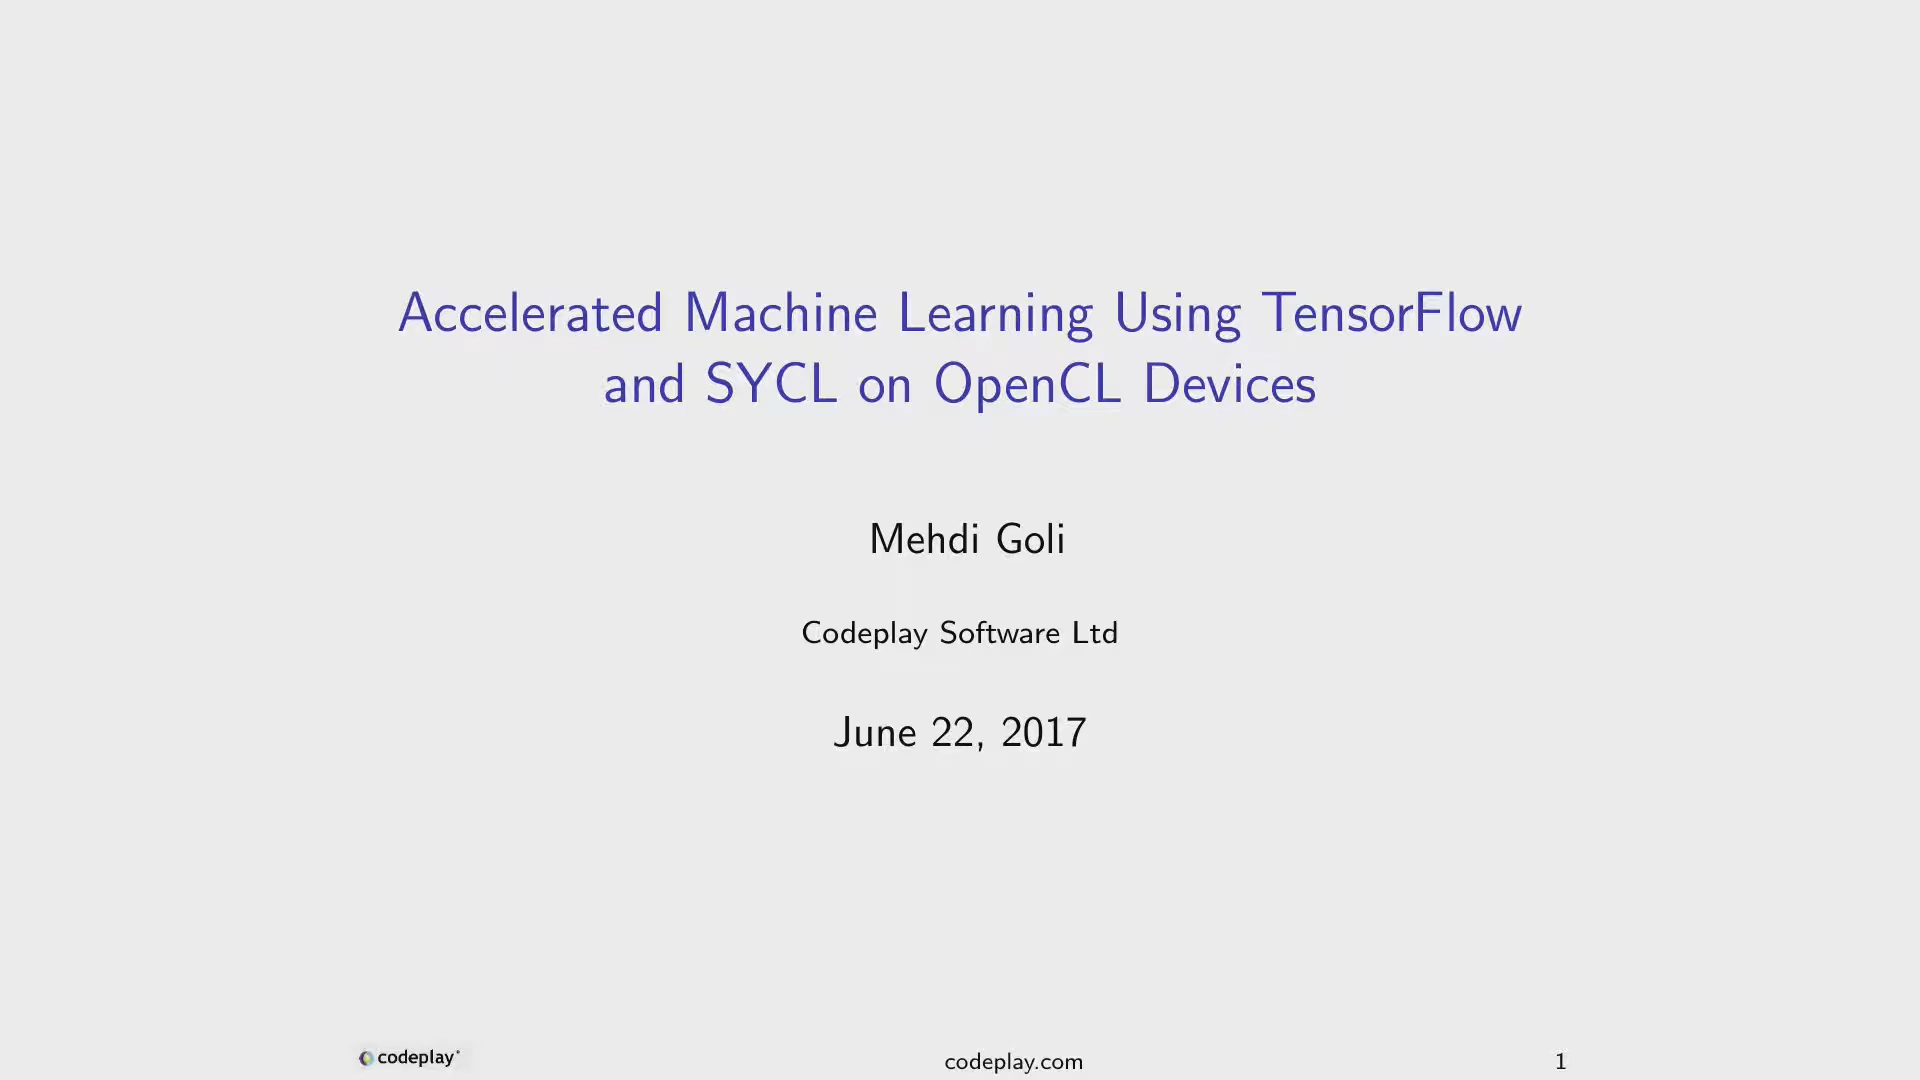 Accelerated Machine Learning Using TensorFlow
and SYCL on OpenCL Devices
Mehdi Goli
Codeplay Software Ltd
June 22, 2017
codeplay
codeplay.com
1